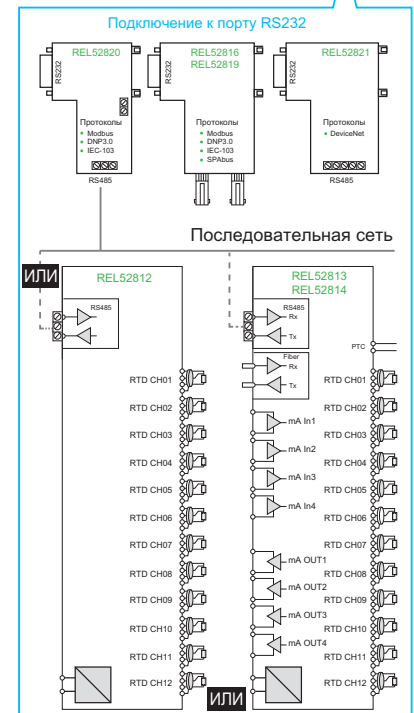 Подключение к порту RS232
REL52820
RS232
Протоколы
• Modbus
• DNP3.0
• IEC-103
RS485
REL52816
REL52819
RS232
Протоколы
• Modbus
• DNP3.0
• IEC-103
• SPAbus
REL52821
RS232
Протоколы
• DeviceNet
RS485
Последовательная сеть
ИЛИ
REL52812
RS485
RTD CH01
RTD CH02
RTD CH03
RTD CH04
RTD CH05
RTD CH06
RTD CH07
RTD CH08
RTD CH09
RTD CH10
RTD CH11
RTD CH12
ИЛИ
REL52813
REL52814
RS485
Rx
Tx
Fiber
Rx
Tx
mA In1
mA In2
mA In3
mA In4
mA OUT1
mA OUT2
mA OUT3
mA OUT4
PTC
RTD CH01
RTD CH02
RTD CH03
RTD CH04
RTD CH05
RTD CH06
RTD CH07
RTD CH08
RTD CH09
RTD CH10
RTD CH11
RTD CH12